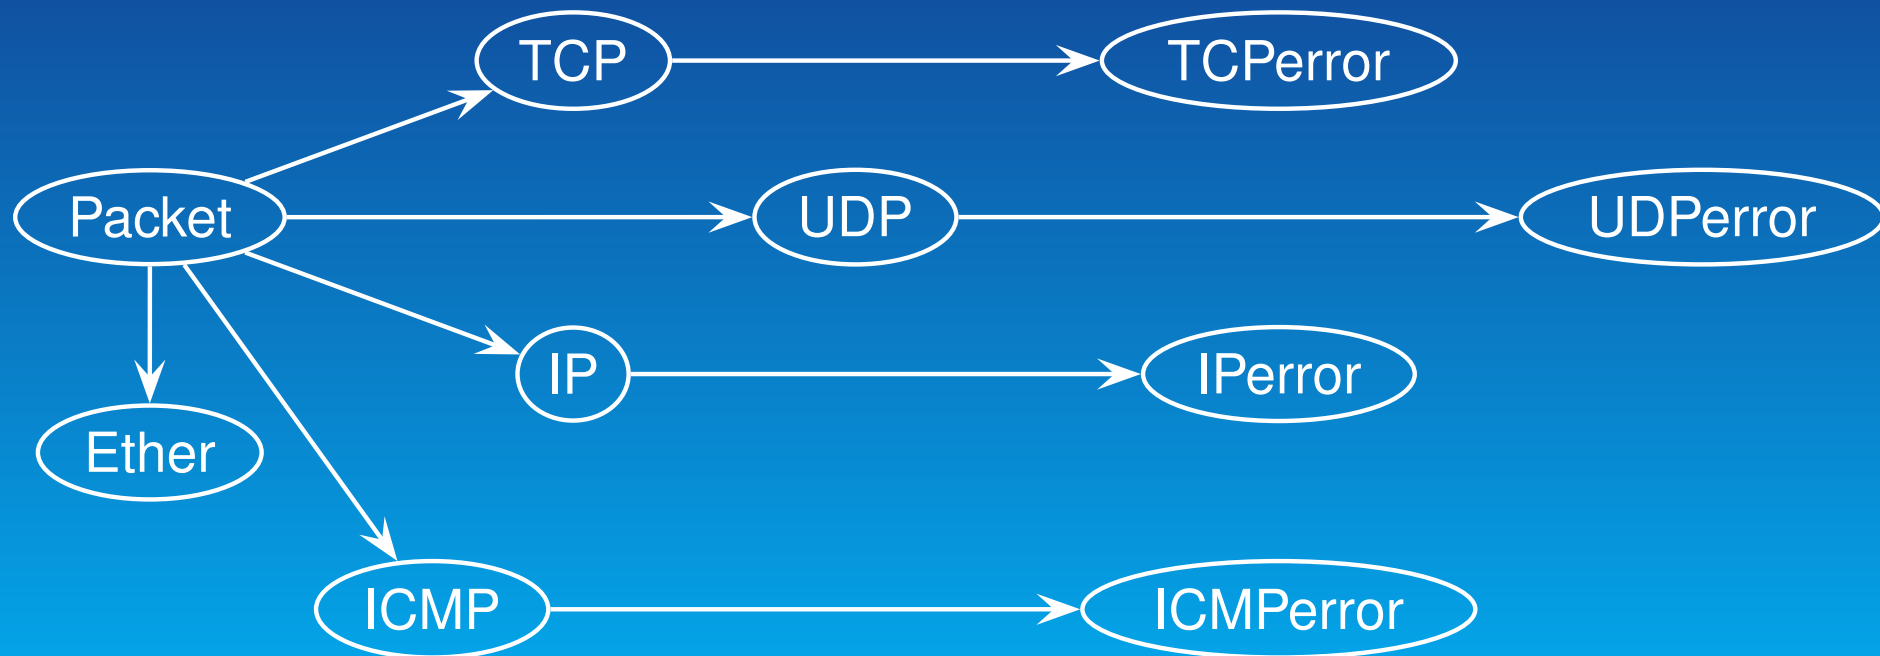 TCP
TCPerror
Packet
UDP
UDPerror
IP
IPerror
Ether
ICMP
ICMPerror